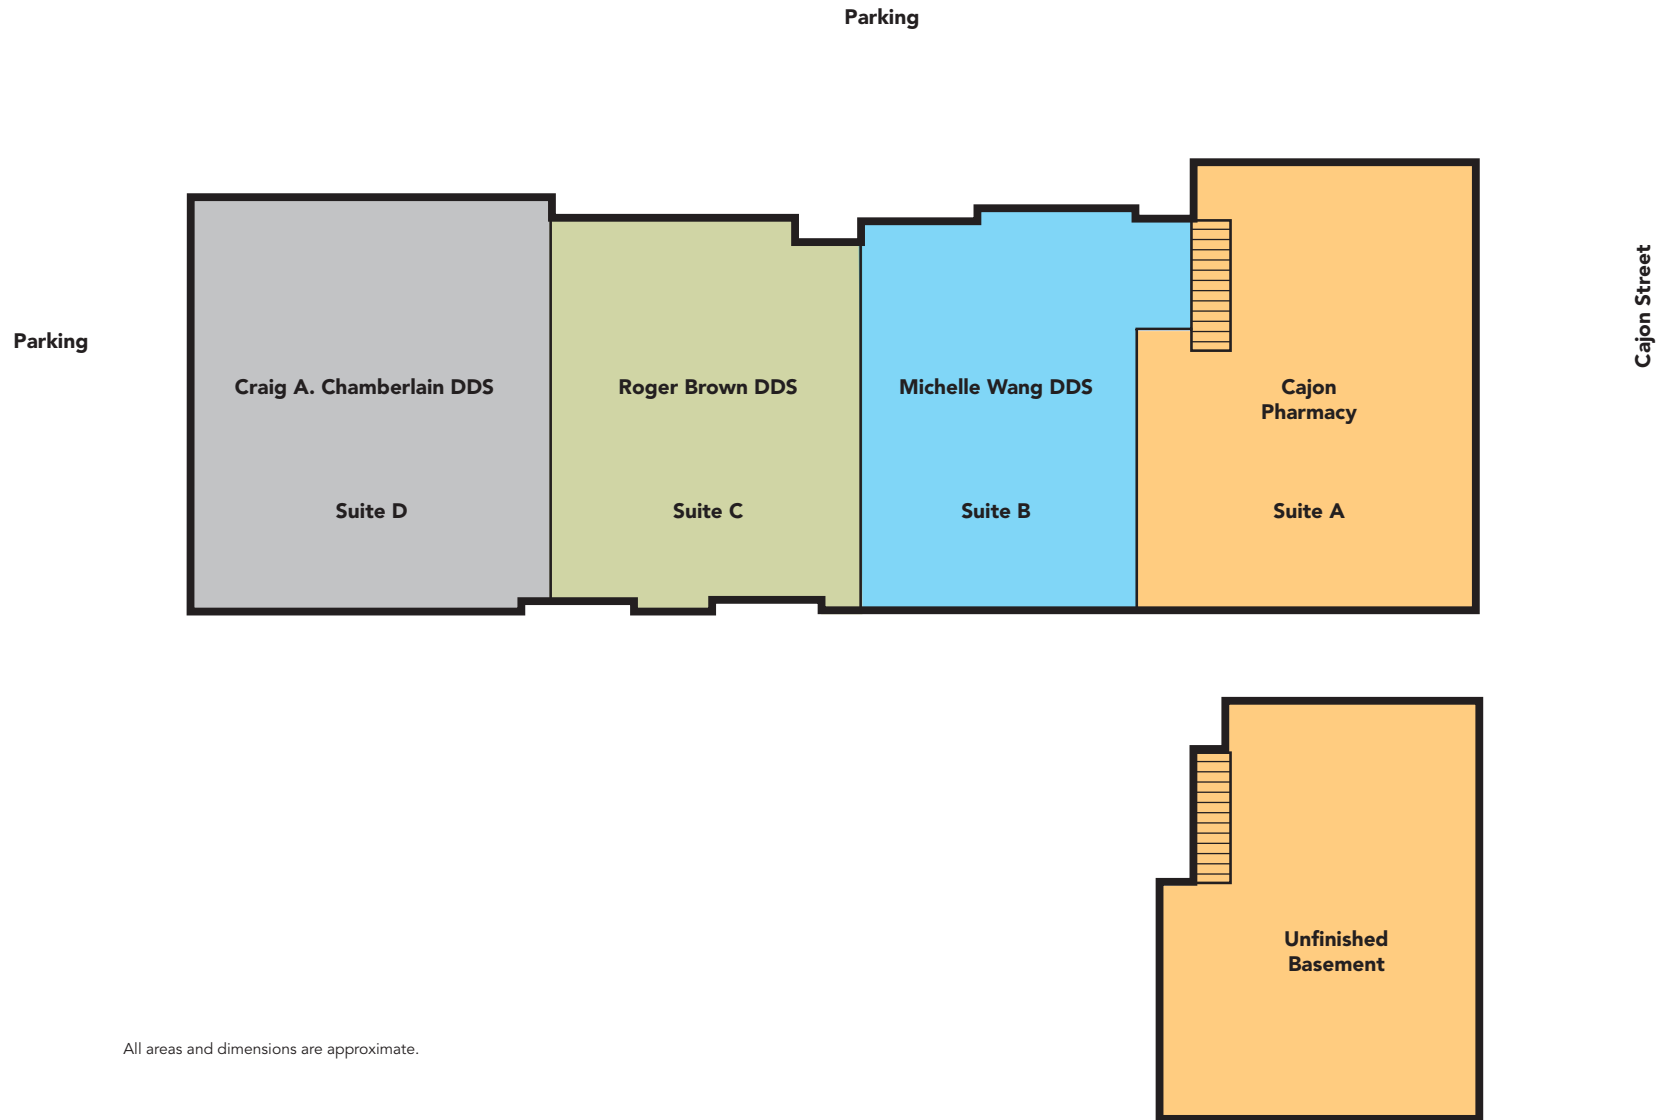 Parking
Cajon Street
Parking
Craig A. Chamberlain DDS
Roger Brown DDS
Michelle Wang DDS
Cajon
Pharmacy
Suite D
Suite C
Suite B
Suite A
Unfinished
Basement
All areas and dimensions are approximate.